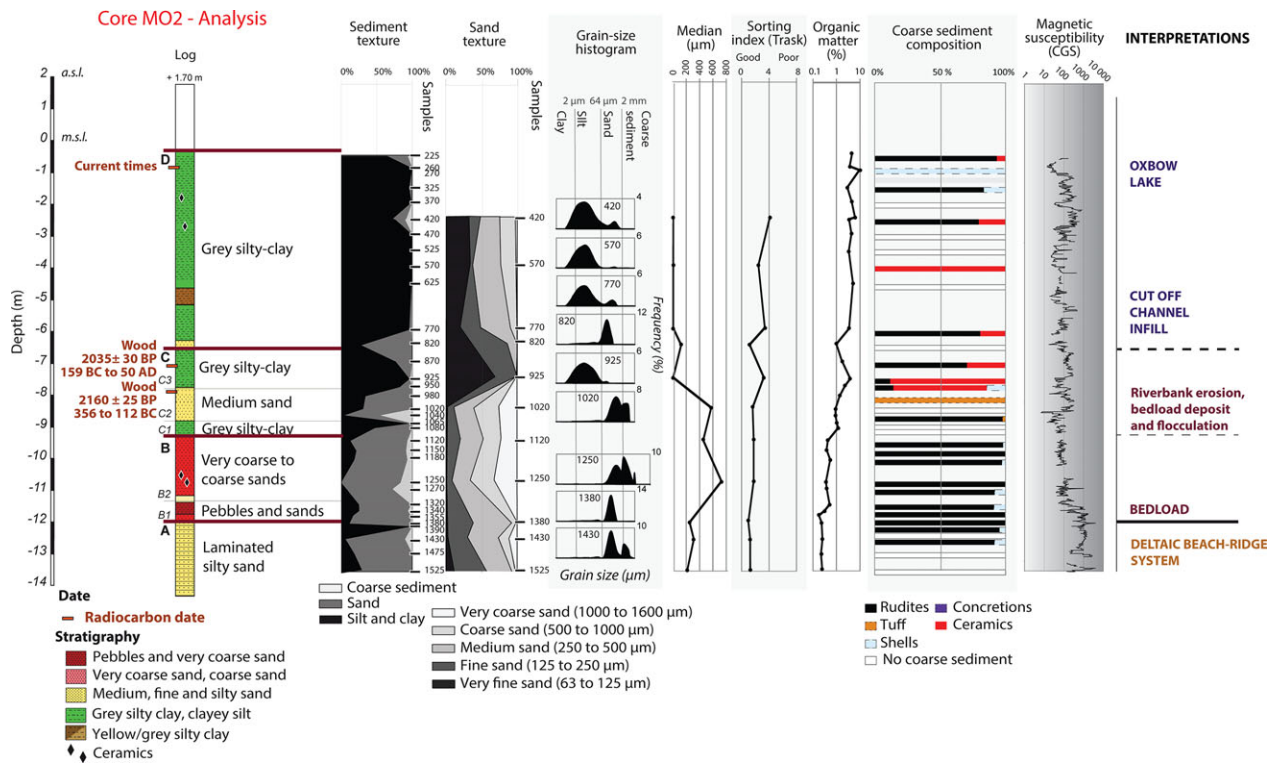 Core MO2 - Analysis
Log
+ 1.70 m
Sediment
texture
0% 50% 100%
Samples
Sand
texture
0% 50% 100%
Samples
Grain-size
histogram
2 µm 64 µm 2 mm
Clay
SIlt
Sand
Coarse
sediment
Median
(µm)
0
200
400
600
800
Sorting
index (Trask)
Good Poor
0 4 8
Organic
matter
(%)
0.1 1 10
Coarse sediment
composition
0% 50 % 100%
Magnetic
susceptibility
(CGS)
1
10
100
1000
10 000
INTERPRETATIONS
Depth (m)
2
1
0
-1
-2
-3
-4
-5
-6
-7
-8
-9
-10
-11
-12
-13
-14
a.s.l.
m.s.l.
Current times
Wood
2035± 30 BP
159 BC to 50 AD
Wood
2160 ± 25 BP
356 to 112 BC
D
C
C3
C2
C1
B
B2
B1
A
Grey silty-clay
Grey silty-clay
Medium sand
Grey silty-clay
Very coarse to
coarse sands
Pebbles and sands
Laminated
silty sand
225
260
270
325
370
420
470
525
570
625
770
820
870
925
950
980
1020
1040
1060
1080
1120
1150
1180
1250
1270
1320
1340
1355
1380
1390
1430
1475
1525
420
570
770
820
925
1020
1120
1250
1380
1430
1525
4
420
6
570
6
770
12
820
6
925
8
1020
10
1250
14
1380
10
1430
Frequency (%)
Grain size (µm)
OXBOW
LAKE
CUT OFF
CHANNEL
INFILL
Riverbank erosion,
bedload deposit
and flocculation
BEDLOAD
DELTAIC BEACH-RIDGE
SYSTEM
Date
Radiocarbon date
Stratigraphy
Pebbles and very coarse sand
Very coarse sand, coarse sand
Medium, fine and silty sand
Grey silty clay, clayey silt
Yellow/grey silty clay
Ceramics
Coarse sediment
Sand
Silt and clay
Very coarse sand (1000 to 1600 µm)
Coarse sand (500 to 1000 µm)
Medium sand (250 to 500 µm)
Fine sand (125 to 250 µm)
Very fine sand (63 to 125 µm)
Rudites Concretions
Tuff Ceramics
Shells
No coarse sediment